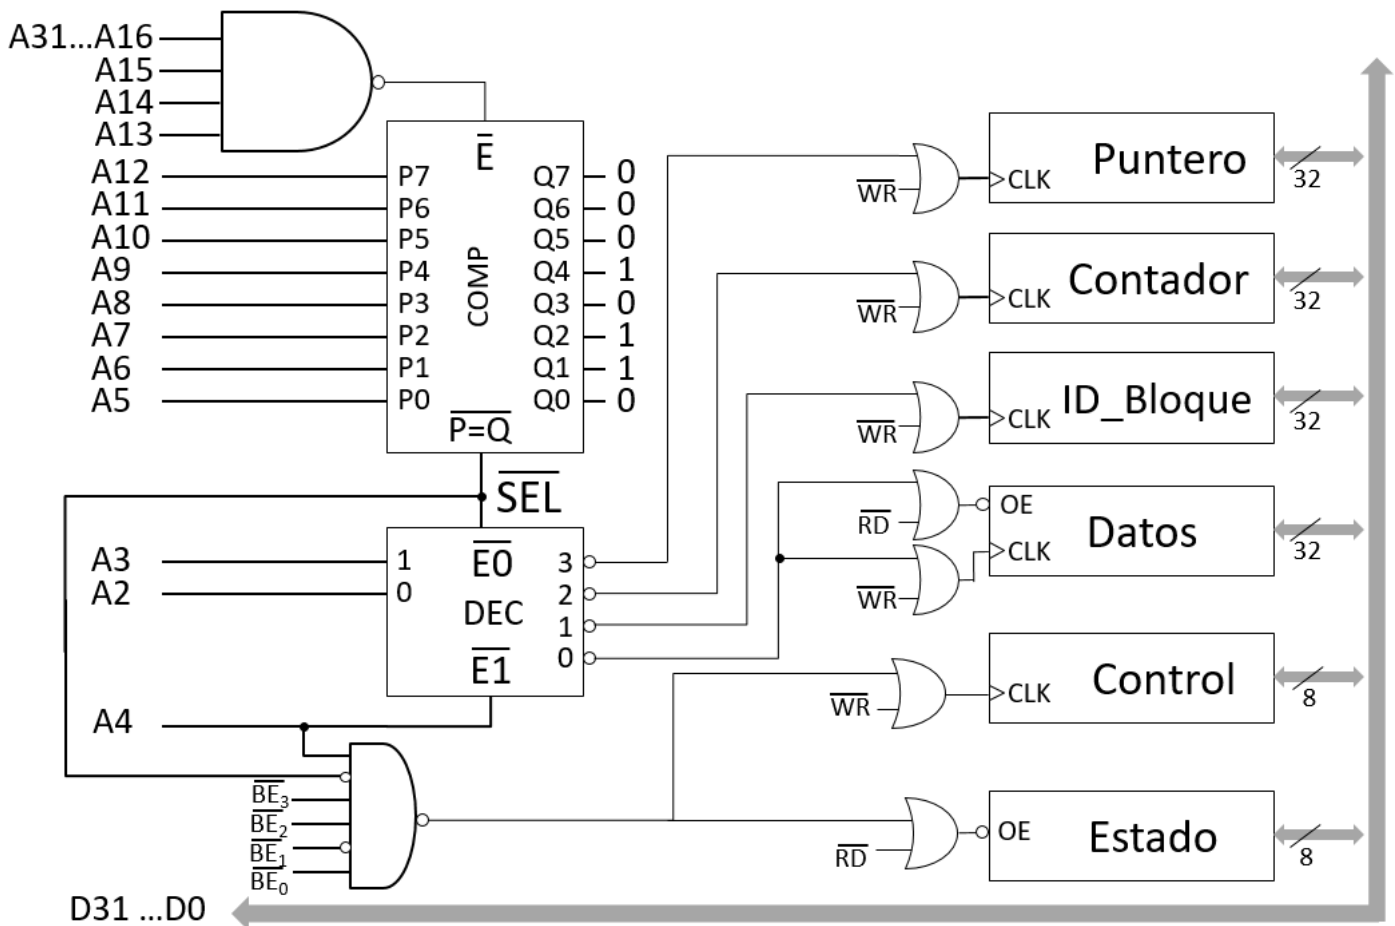 A31...A16
A15
A14
A13
A12 P7 Q7 0
A11 P6 Q6 0
A10 P5 Q5 0
A9 P4 Q4 1
A8 P3 Q3 0
A7 P2 Q2 1
A6 P1 Q1 1
A5 P0 Q0 0
E̅
COMP
P=Q
SEL
A3 1 E0 3
A2 0 DEC 2
1
E1 0
A4
BE3
BE2
BE1
BE0
D31 ...D0
WR CLK Puntero 32
WR CLK Contador 32
WR CLK ID_Bloque 32
RD OE Datos 32
WR CLK
WR CLK Control 8
RD OE Estado 8